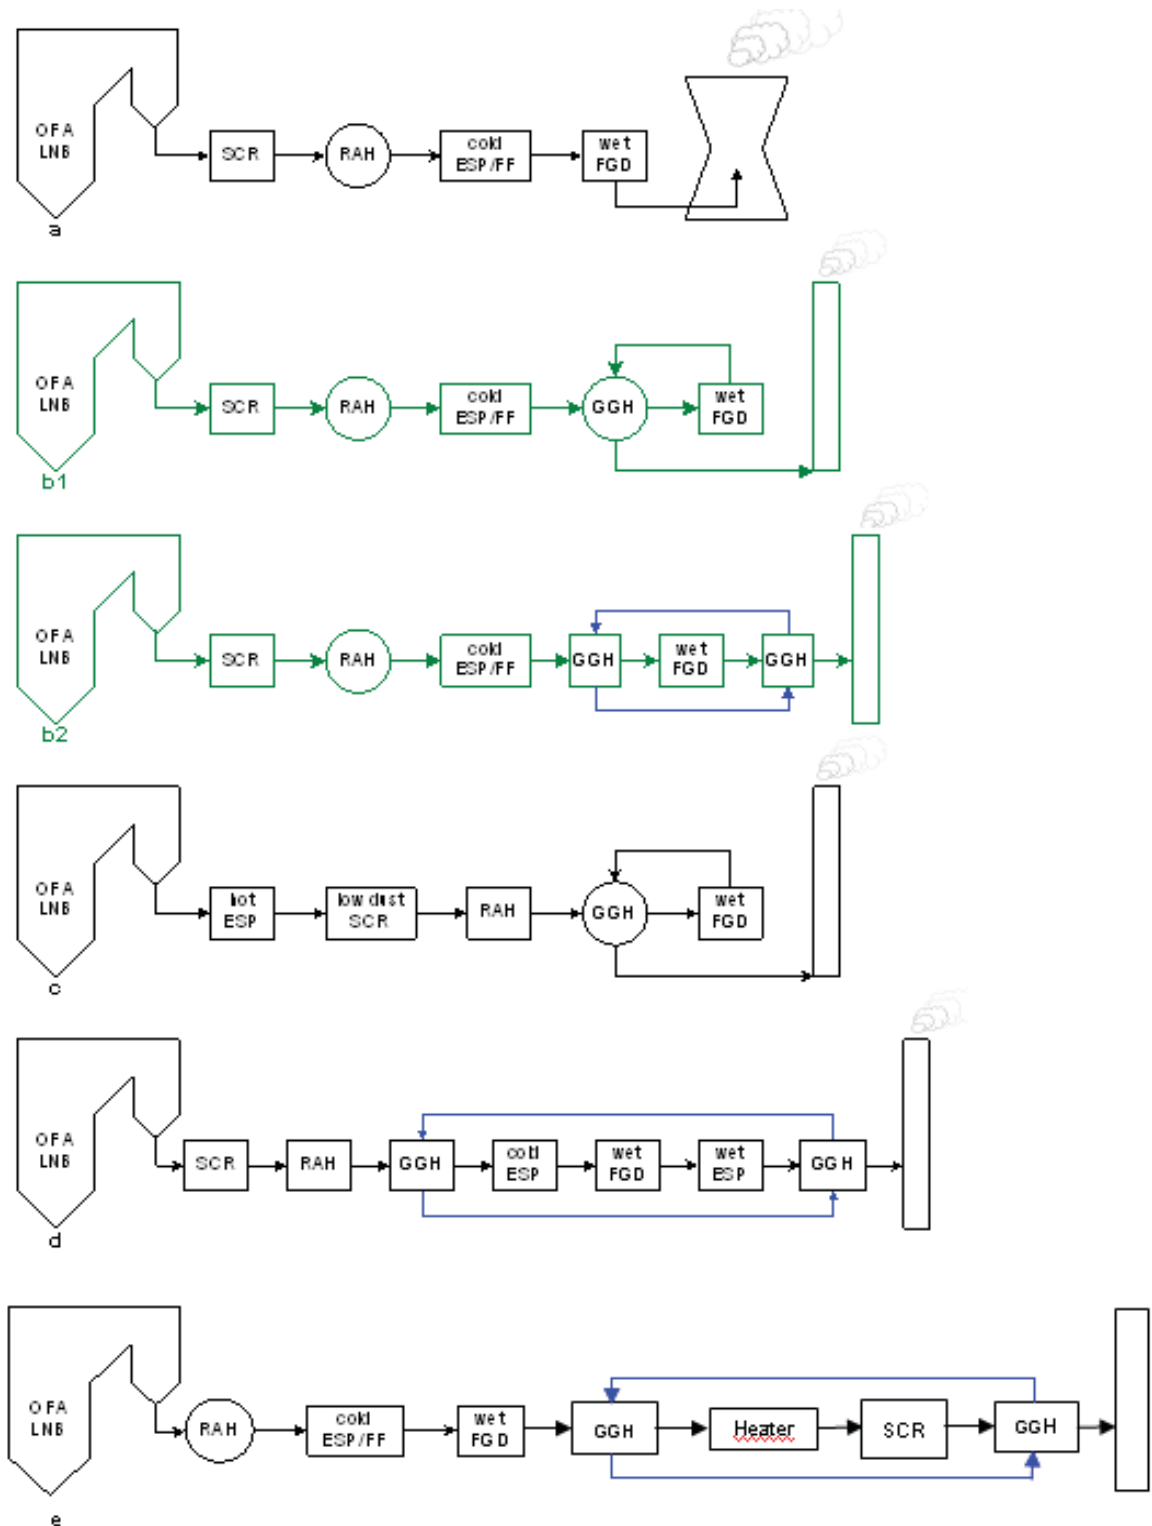 OFA
LNB
SCR
RAH
cold
ESP/FF
wet
FGD
a
OFA
LNB
SCR
RAH
cold
ESP/FF
GGH
wet
FGD
b1
OFA
LNB
SCR
RAH
cold
ESP/FF
GGH
wet
FGD
GGH
b2
OFA
LNB
hot
ESP
low dust
SCR
RAH
GGH
wet
FGD
c
OFA
LNB
SCR
RAH
GGH
cold
ESP
wet
FGD
wet
ESP
GGH
d
OFA
LNB
RAH
cold
ESP/FF
wet
FGD
GGH
Heater
SCR
GGH
e